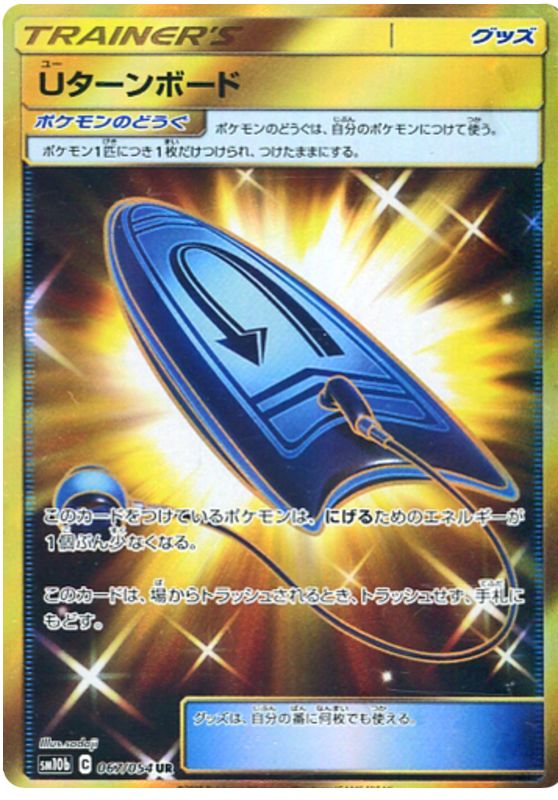 TRAINER'S
グッズ
ユー
Uターンボード
ポケモンのどうぐ
ポケモンのどうぐは、自分のポケモンにつけて使う。
ポケモン1匹につき1枚だけつけられ、つけたままにする。
このカードをつけているポケモンは、にげるためのエネルギーが
1個ぶん少なくなる。
このカードは、場からトラッシュされるとき、トラッシュせず、手札に
もどす。
グッズは、自分の番に何枚でも使える。
Illus.sadaji
sm10b C 067/054 UR